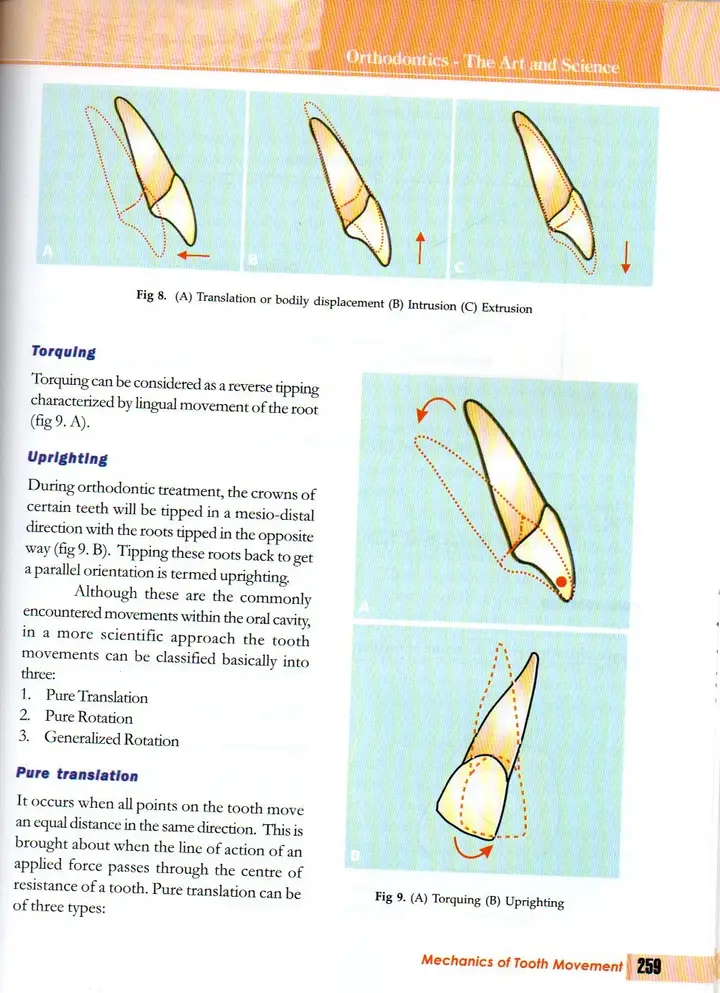 Orthodontics - The Art and Science
A
B
C
Fig 8. (A) Translation or bodily displacement (B) Intrusion (C) Extrusion
Torquing
Torquing can be considered as a reverse tipping
characterized by lingual movement of the root
(fig 9. A).
Uprighting
During orthodontic treatment, the crowns of
certain teeth will be tipped in a mesio-distal
direction with the roots tipped in the opposite
way (fig 9. B). Tipping these roots back to get
a parallel orientation is termed uprighting.
Although these are the commonly
encountered movements within the oral cavity,
in a more scientific approach the tooth
movements can be classified basically into
three:
1. Pure Translation
2. Pure Rotation
3. Generalized Rotation
Pure translation
It occurs when all points on the tooth move
an equal distance in the same direction. This is
brought about when the line of action of an
applied force passes through the centre of
resistance of a tooth. Pure translation can be
of three types:
A
B
Fig 9. (A) Torquing (B) Uprighting
Mechanics of Tooth Movement 259